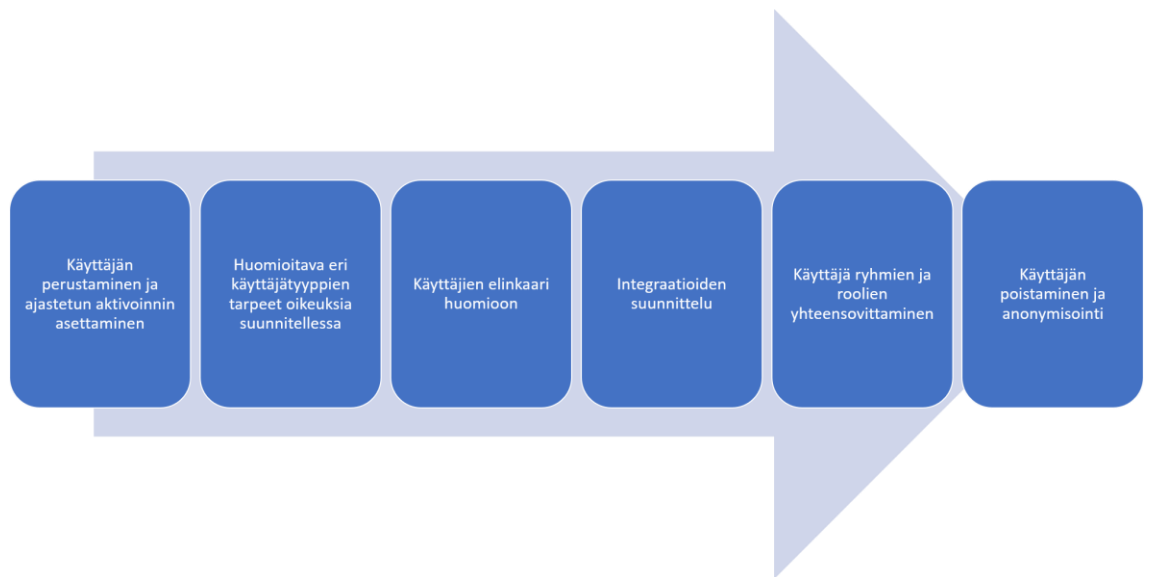 Käyttäjän
perustaminen ja
ajastetun aktivoinnin
asettaminen
Huomioitava eri
käyttäjätyyppien
tarpeet oikeuksia
suunnitellessa
Käyttäjien elinkaari
huomioon
Integraatioiden
suunnittelu
Käyttäjä ryhmien ja
roolien
yhteensovittaminen
Käyttäjän
poistaminen ja
anonymisointi